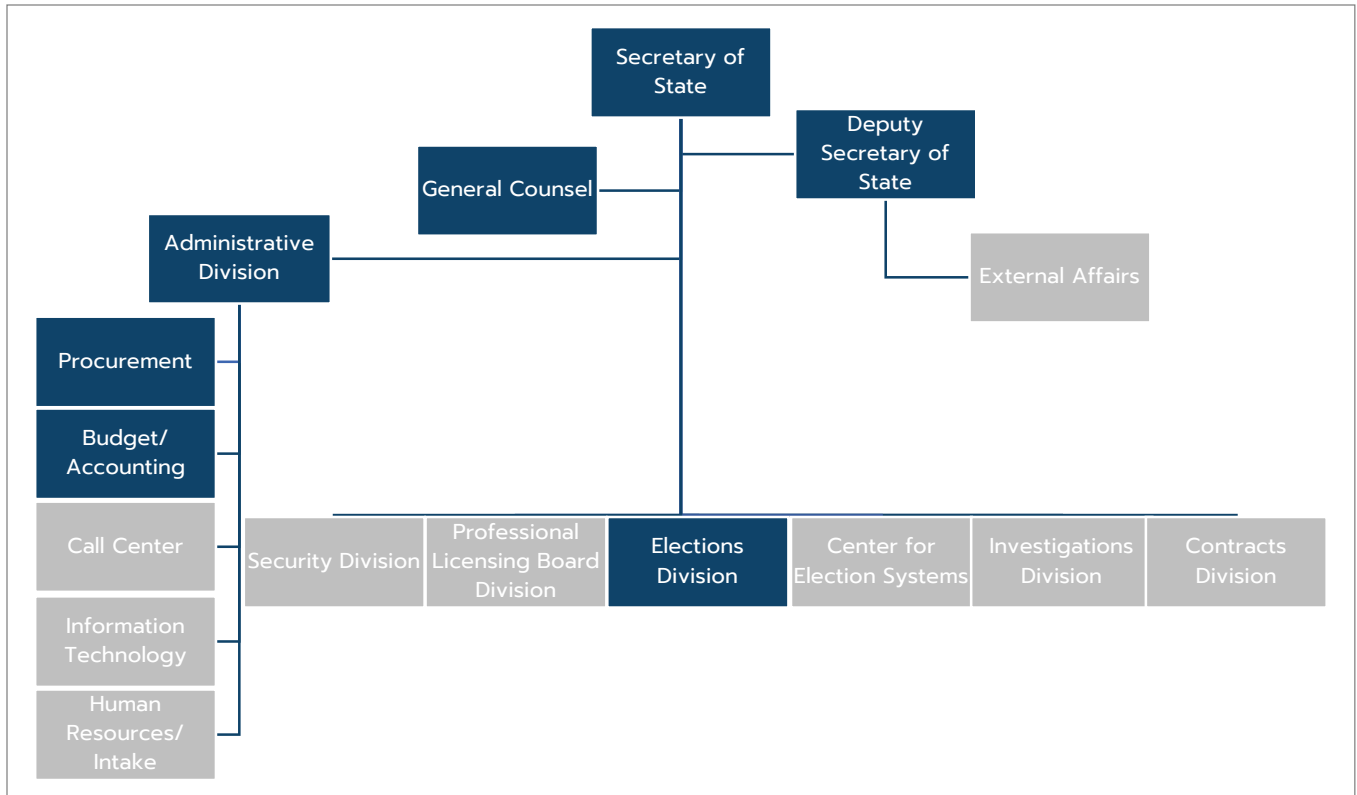 Secretary of
State
Deputy
Secretary of
State
General Counsel
Administrative
Division
External Affairs
Procurement
Budget/
Accounting
Call Center
Information
Technology
Human
Resources/
Intake
Security Division
Professional
Licensing Board
Division
Elections
Division
Center for
Election Systems
Investigations
Division
Contracts
Division